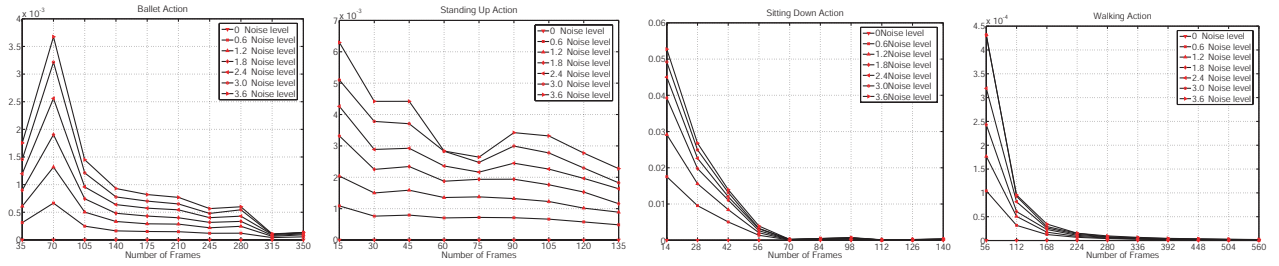 Ballet Action
x 10⁻³
4
3.5
3
2.5
2
1.5
1
0.5
0
35 70 105 140 175 210 245 280 315 350
Number of Frames
0 Noise level
0.6 Noise level
1.2 Noise level
1.8 Noise level
2.4 Noise level
3.0 Noise level
3.6 Noise level
Standing Up Action
7 x 10⁻³
6
5
4
3
2
1
0
15 30 45 60 75 90 105 120 135
Number of Frames
0 Noise level
0.6 Noise level
1.2 Noise level
1.8 Noise level
2.4 Noise level
3.0 Noise level
3.6 Noise level
Sitting Down Action
0.06
0.05
0.04
0.03
0.02
0.01
0
14 28 42 56 70 84 98 112 126 140
Number of Frames
0Noise level
0.6Noise level
1.2Noise level
1.8Noise level
2.4Noise level
3.0Noise level
3.6Noise level
Walking Action
4.5 x 10⁻⁴
4
3.5
3
2.5
2
1.5
1
0.5
0
56 112 168 224 280 336 392 448 504 560
Number of Frames
0 Noise level
0.6 Noise level
1.2 Noise level
1.8 Noise level
2.4 Noise level
3.0 Noise level
3.6 Noise level